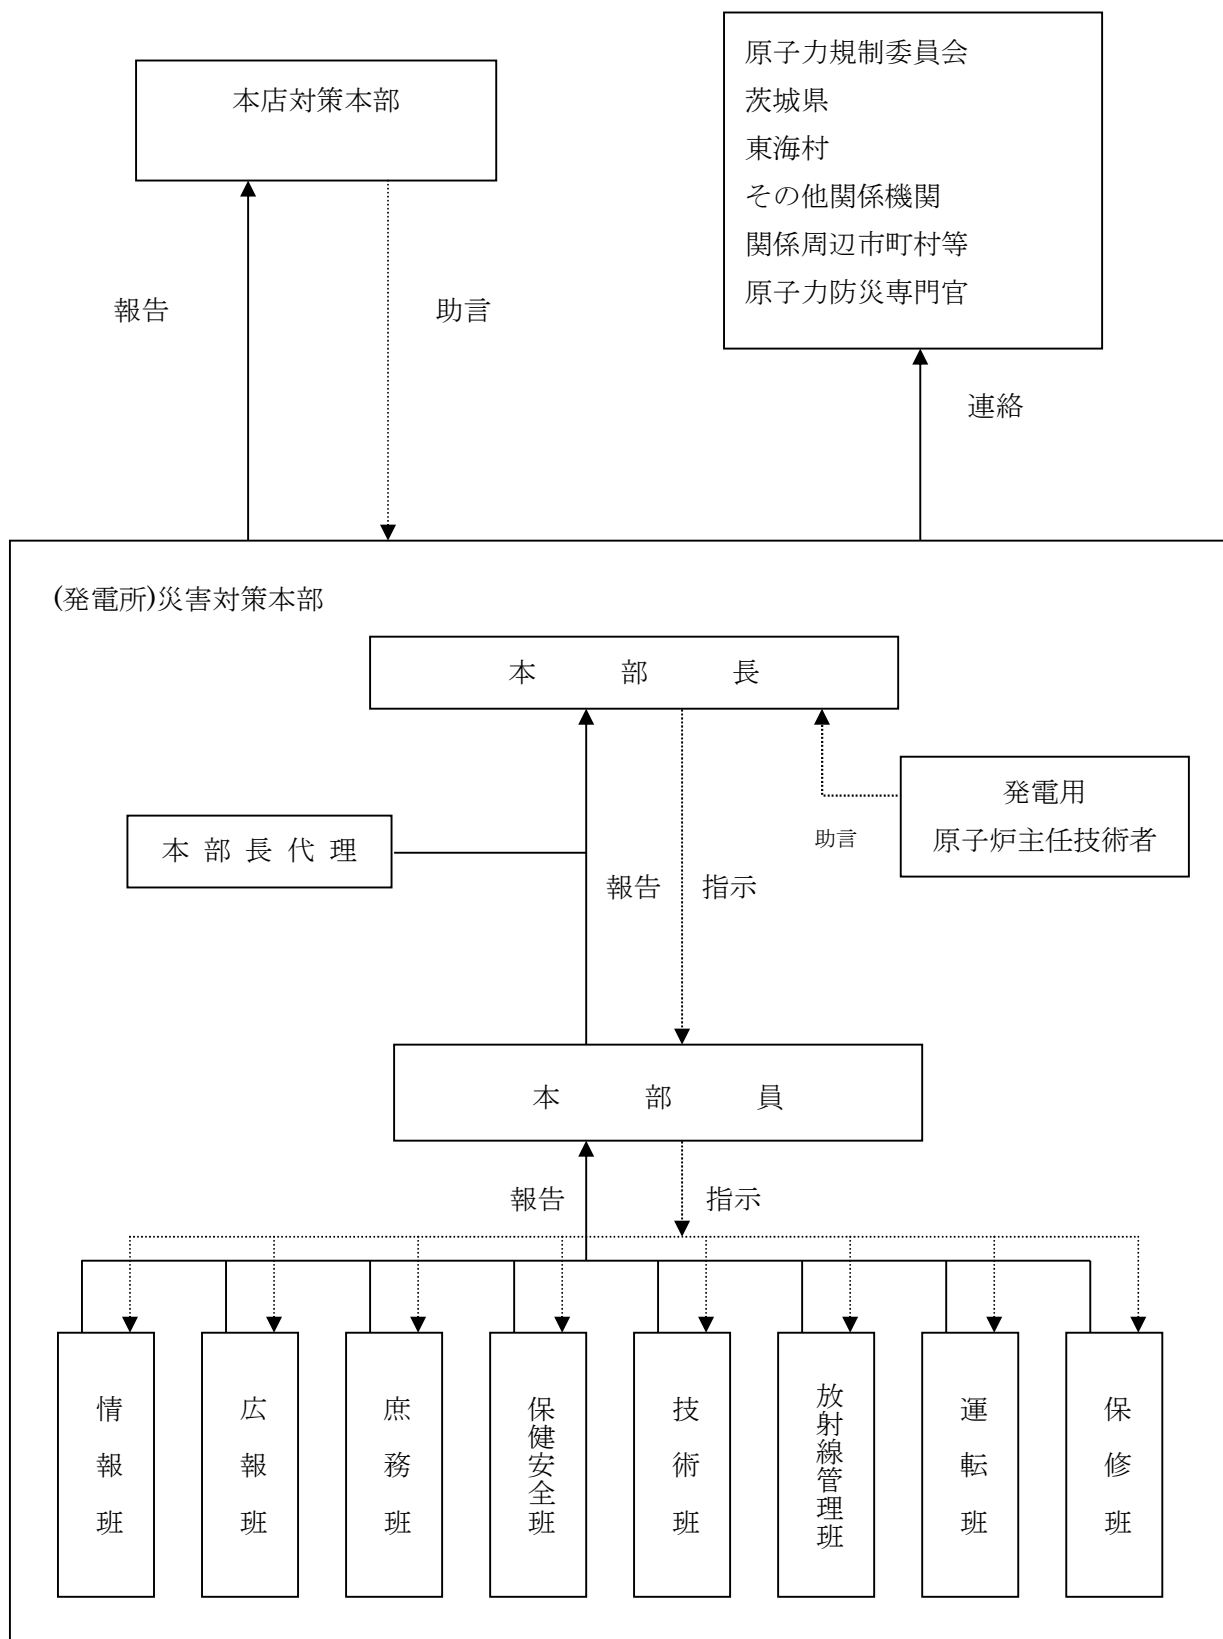 本店対策本部
原子力規制委員会
茨城県
東海村
その他関係機関
関係周辺市町村等
原子力防災専門官
報告
助言
連絡
(発電所)災害対策本部
本部長
発電用
原子炉主任技術者
助言
本部長代理
報告
指示
本部員
報告
指示
情報班
広報班
庶務班
保健安全班
技術班
放射線管理班
運転班
保修班